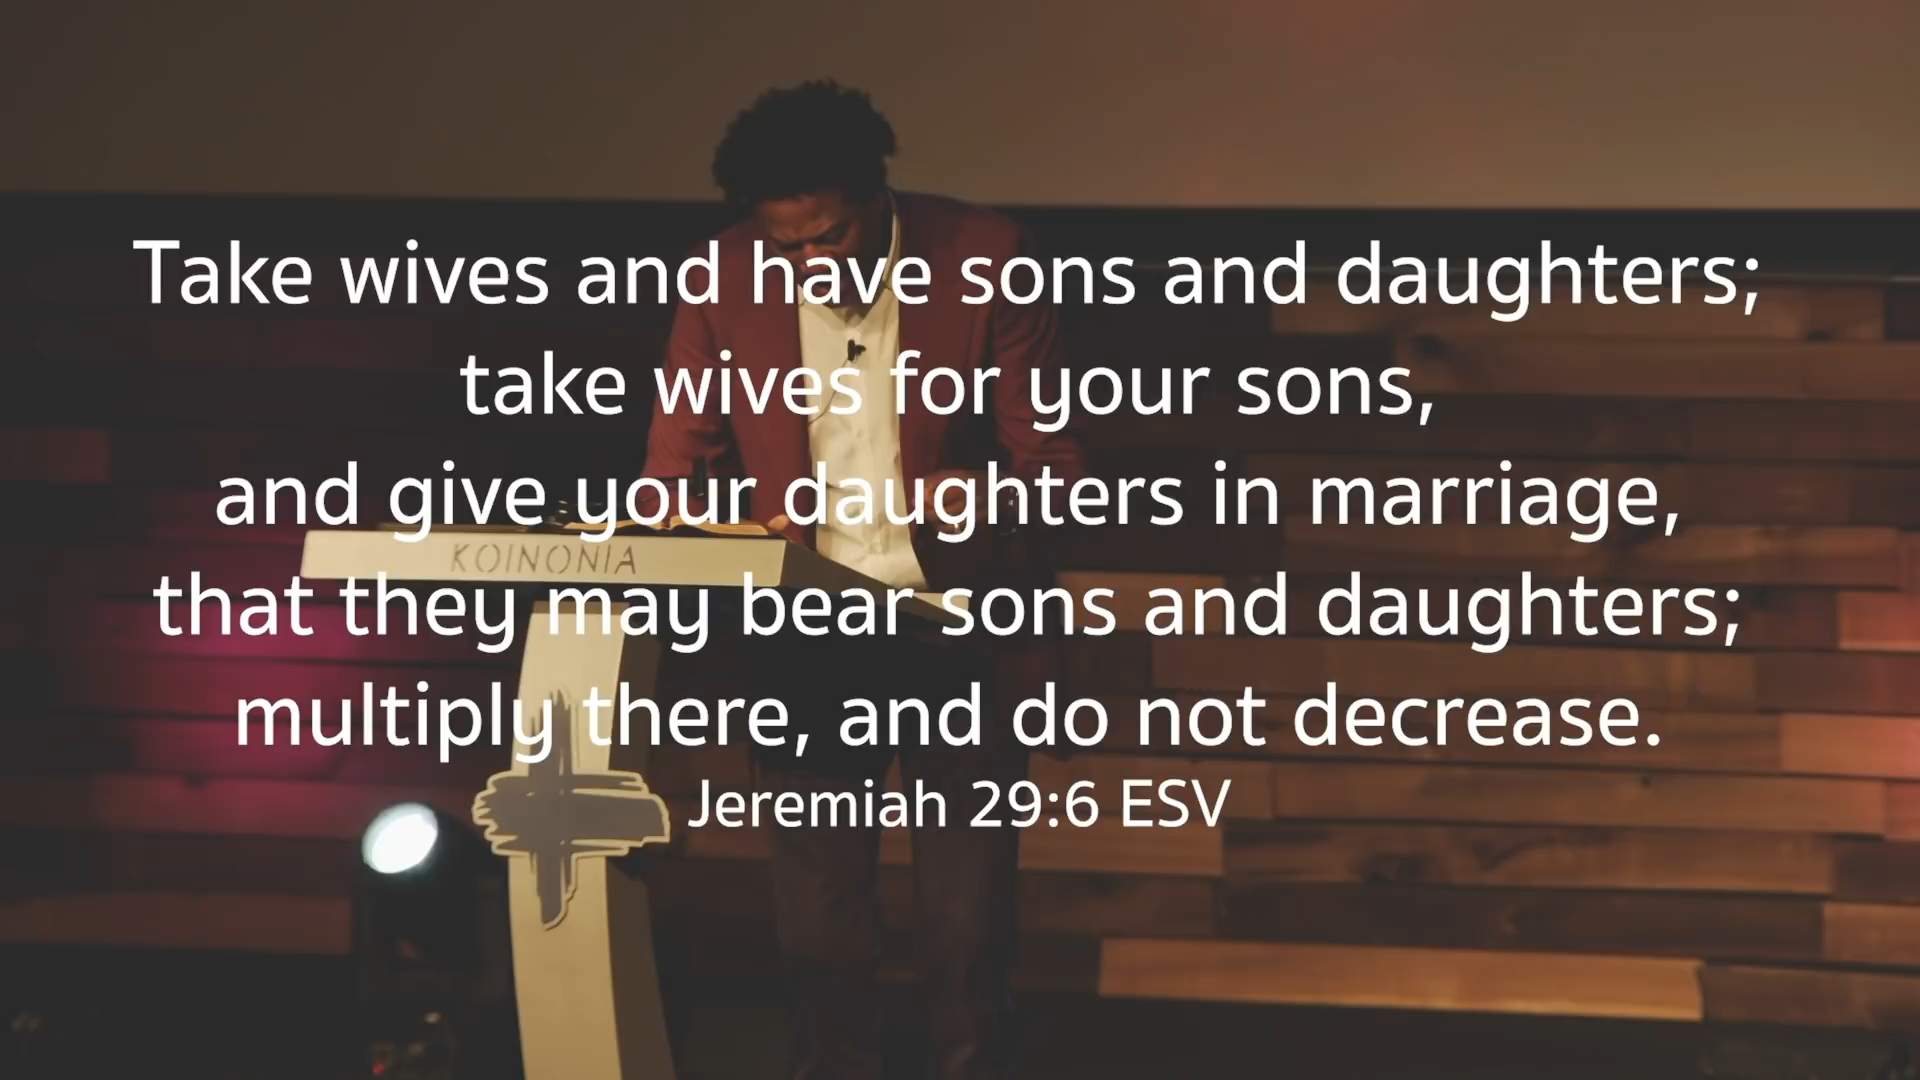 Take wives and have sons and daughters;
take wives for your sons,
and give your daughters in marriage,
KOINONIA
that they may bear sons and daughters;
multiply there, and do not decrease.
Jeremiah 29:6 ESV